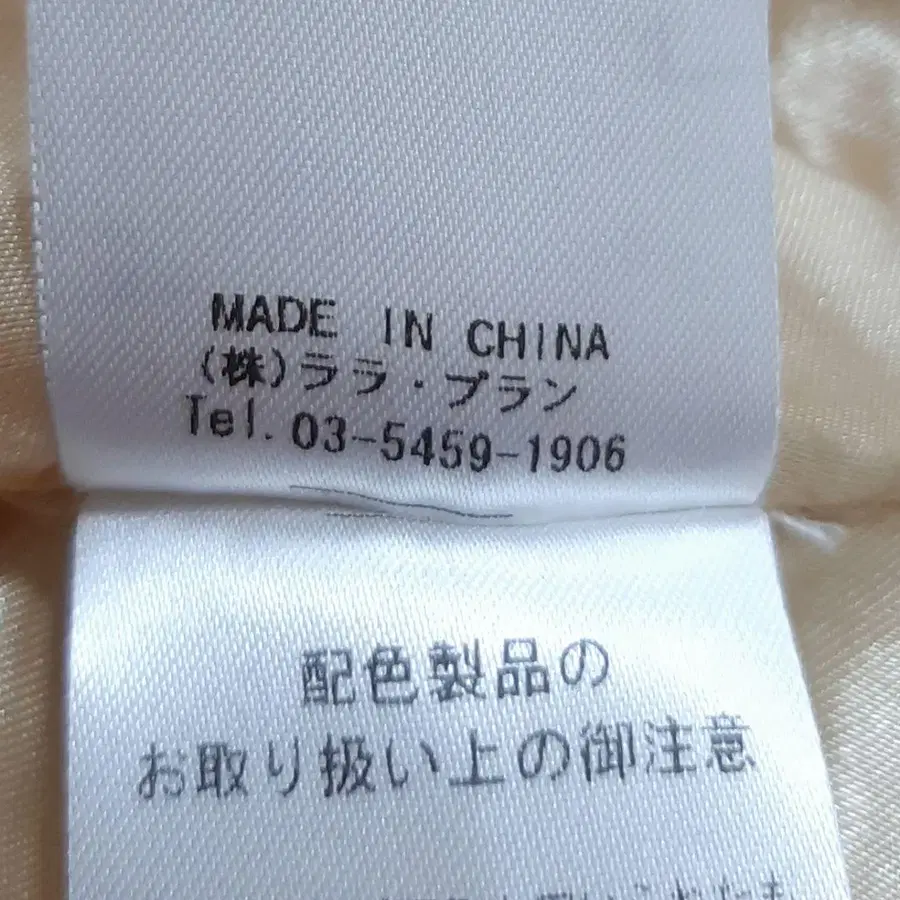 MADE IN CHINA
(株)ララ・プラン
Tel. 03-5459-1906
配色製品の
お取り扱い上の御注意